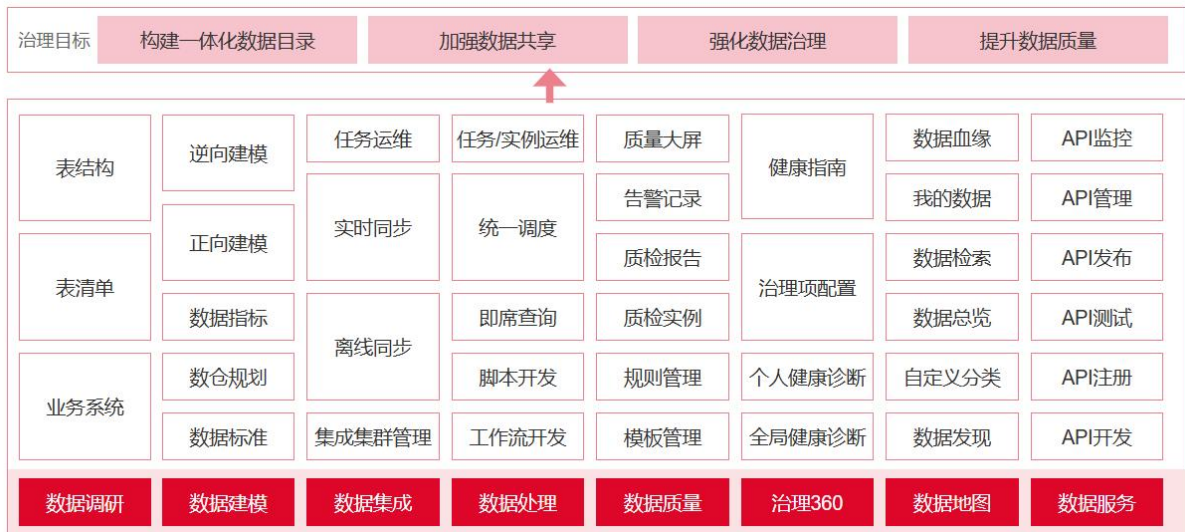 治理目标 构建一体化数据目录 加强数据共享 强化数据治理 提升数据质量
表结构
表清单
业务系统
数据调研
逆向建模
正向建模
数据指标
数仓规划
数据标准
数据建模
任务运维
实时同步
离线同步
集成集群管理
数据集成
任务/实例运维
统一调度
即席查询
脚本开发
工作流开发
数据处理
质量大屏
告警记录
质检报告
质检实例
规则管理
模板管理
数据质量
健康指南
治理项配置
个人健康诊断
全局健康诊断
治理360
数据血缘
我的数据
数据检索
数据总览
自定义分类
数据发现
数据地图
API监控
API管理
API发布
API测试
API注册
API开发
数据服务